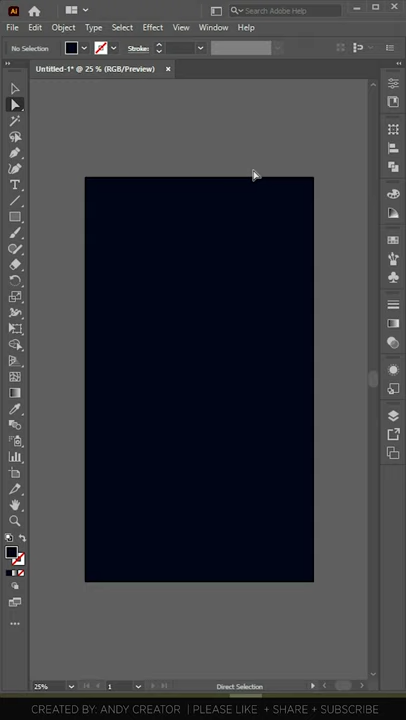 Ai
Search Adobe Help
File Edit Object Type Select Effect View Window Help
No Selection
Stroke:
Untitled-1* @ 25 % (RGB/Preview) ×
T
25%
1
Direct Selection
CREATED BY: ANDY CREATOR | PLEASE LIKE + SHARE + SUBSCRIBE